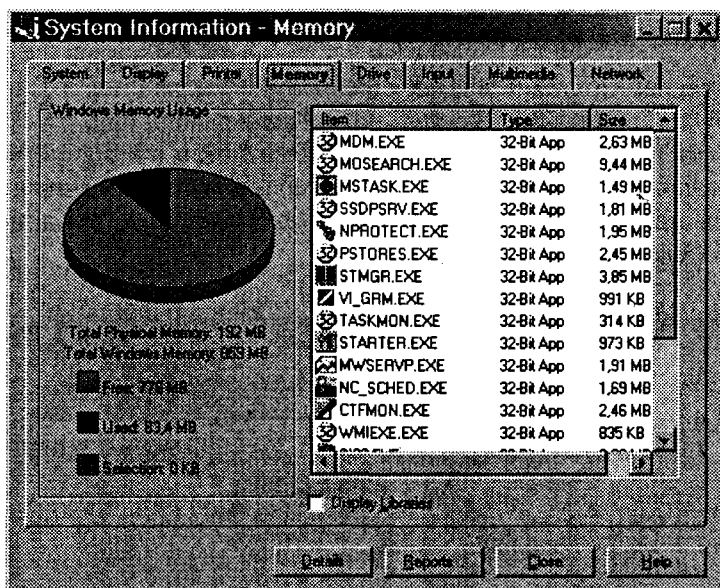 System Information - Memory
System Display Printer Memory Drive Input Multimedia Network
Windows Memory Usage
Item Type Size
MDM.EXE 32-Bit App 2,63 MB
MOSEARCH.EXE 32-Bit App 9,44 MB
MSTASK.EXE 32-Bit App 1,49 MB
SSDPSRV.EXE 32-Bit App 1,81 MB
NPROTECT.EXE 32-Bit App 1,95 MB
PSTORES.EXE 32-Bit App 2,45 MB
STMGR.EXE 32-Bit App 3,85 MB
VI_GRM.EXE 32-Bit App 991 KB
TASKMON.EXE 32-Bit App 314 KB
STARTER.EXE 32-Bit App 973 KB
MWSERVP.EXE 32-Bit App 1,91 MB
NC_SCHED.EXE 32-Bit App 1,69 MB
CTFMON.EXE 32-Bit App 2,46 MB
WMIEXE.EXE 32-Bit App 835 KB
Total Physical Memory: 192 MB
Total Windows Memory: MB
Free: MB
Used: 83,4 MB
Selection: 0 KB
Display Libraries
Details Reports Close Help